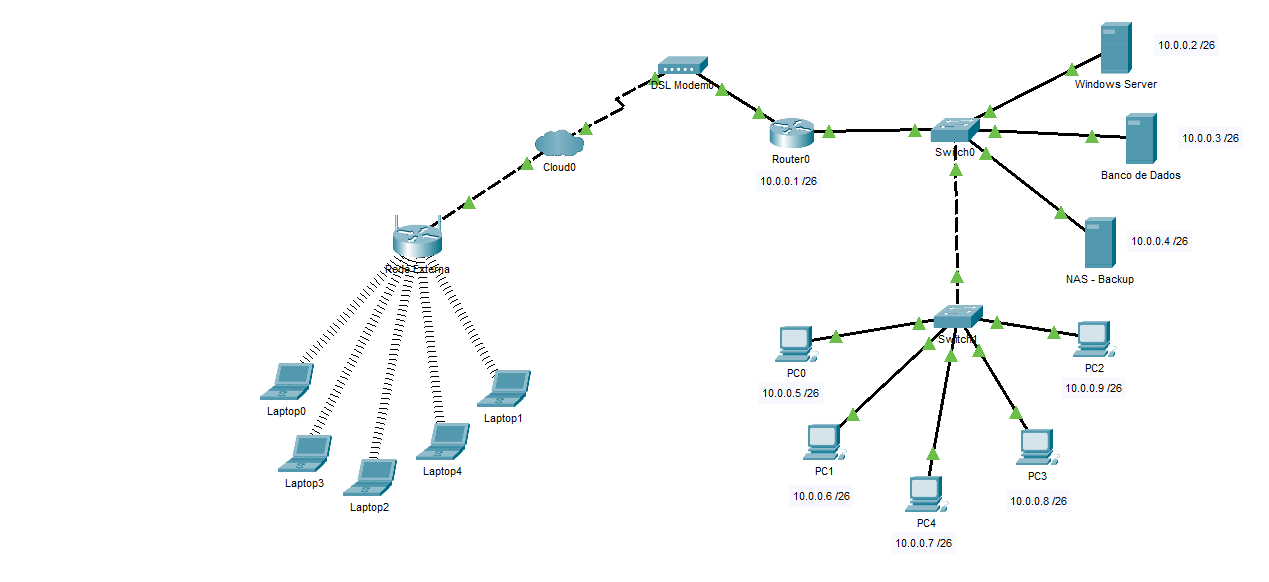 10.0.0.2 /26
Windows Server
DSL Modem0
10.0.0.3 /26
Switch0
Router0
Cloud0
Banco de Dados
10.0.0.1 /26
10.0.0.4 /26
Rede Externa
NAS - Backup
Switch1
PC0
PC2
10.0.0.5 /26
10.0.0.9 /26
Laptop0
Laptop1
Laptop4
PC1
PC3
Laptop3
10.0.0.6 /26
10.0.0.8 /26
Laptop2
PC4
10.0.0.7 /26